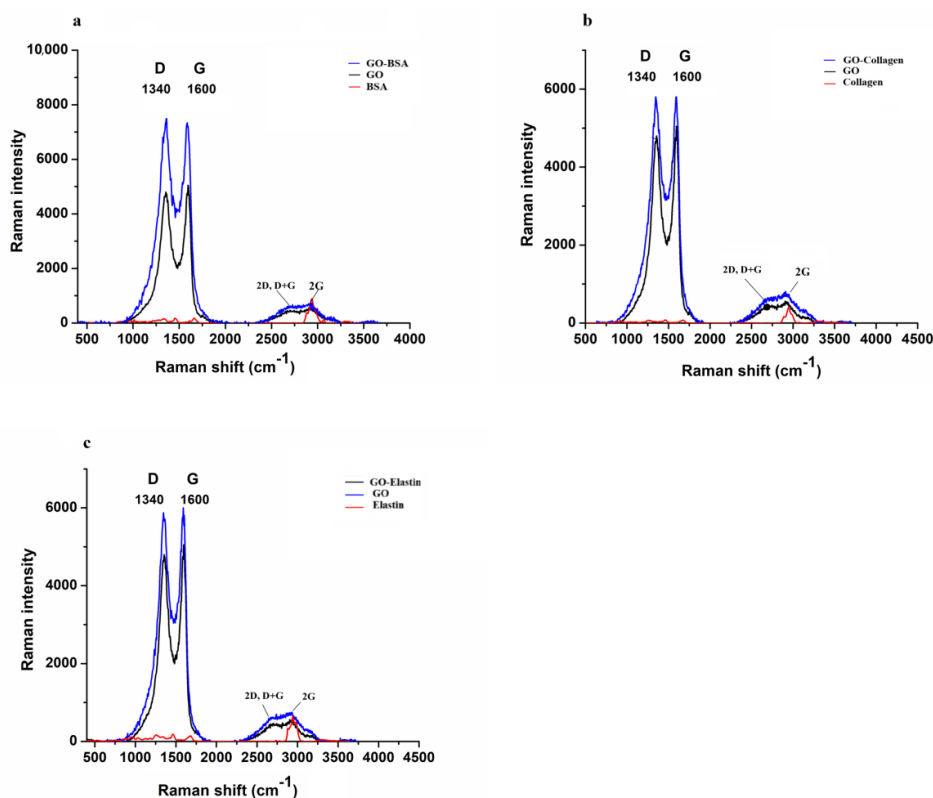 a
10,000
8000
6000
4000
2000
0
Raman intensity
D G
1340 1600
GO-BSA
GO
BSA
2D, D+G 2G
500 1000 1500 2000 2500 3000 3500 4000
Raman shift (cm-1)
b
6000
4000
2000
0
Raman intensity
D G
1340 1600
GO-Collagen
GO
Collagen
2D, D+G 2G
500 1000 1500 2000 2500 3000 3500 4000 4500
Raman shift (cm-1)
c
6000
4000
2000
0
Raman intensity
D G
1340 1600
GO-Elastin
GO
Elastin
2D, D+G 2G
500 1000 1500 2000 2500 3000 3500 4000 4500
Raman shift (cm-1)